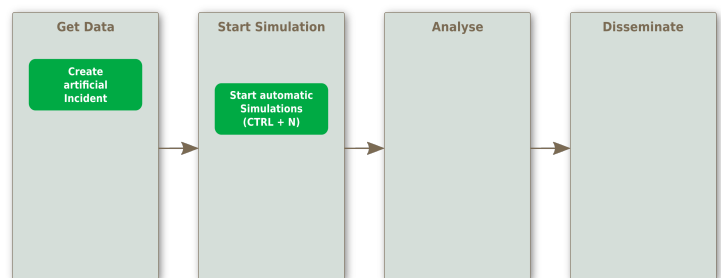 Get Data
Create
artificial
Incident
Start Simulation
Start automatic
Simulations
(CTRL + N)
Analyse
Disseminate